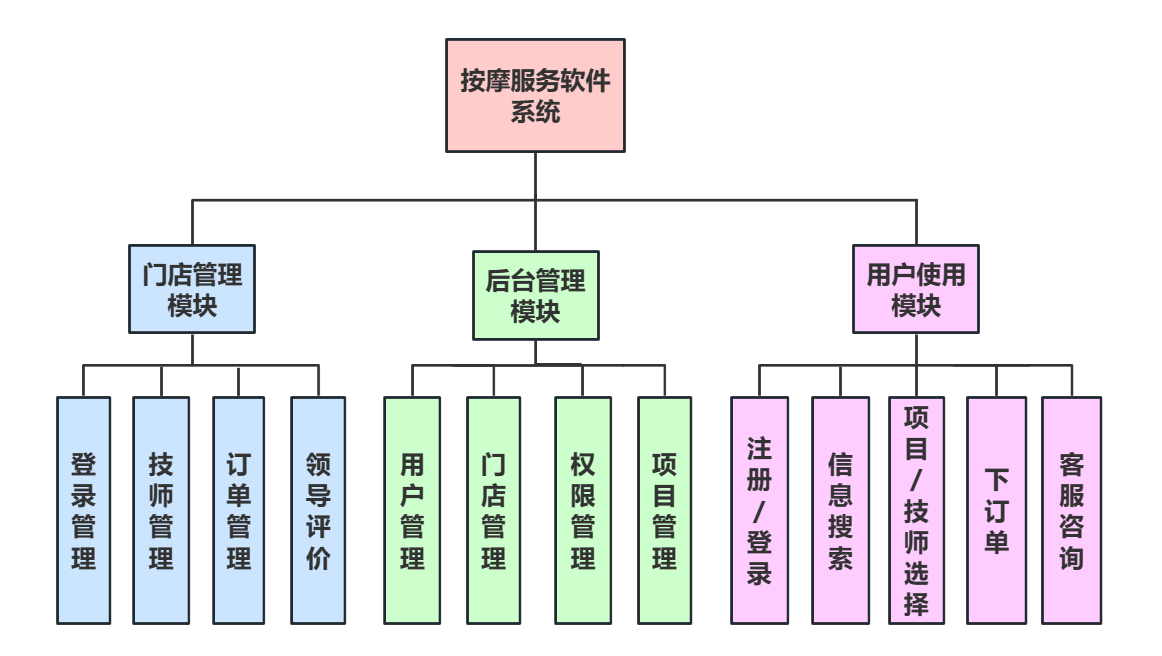 按摩服务软件
系统
门店管理
模块
后台管理
模块
用户使用
模块
登录管理
技师管理
订单管理
领导评价
用户管理
门店管理
权限管理
项目管理
注册/登录
信息搜索
项目/技师选择
下订单
客服咨询